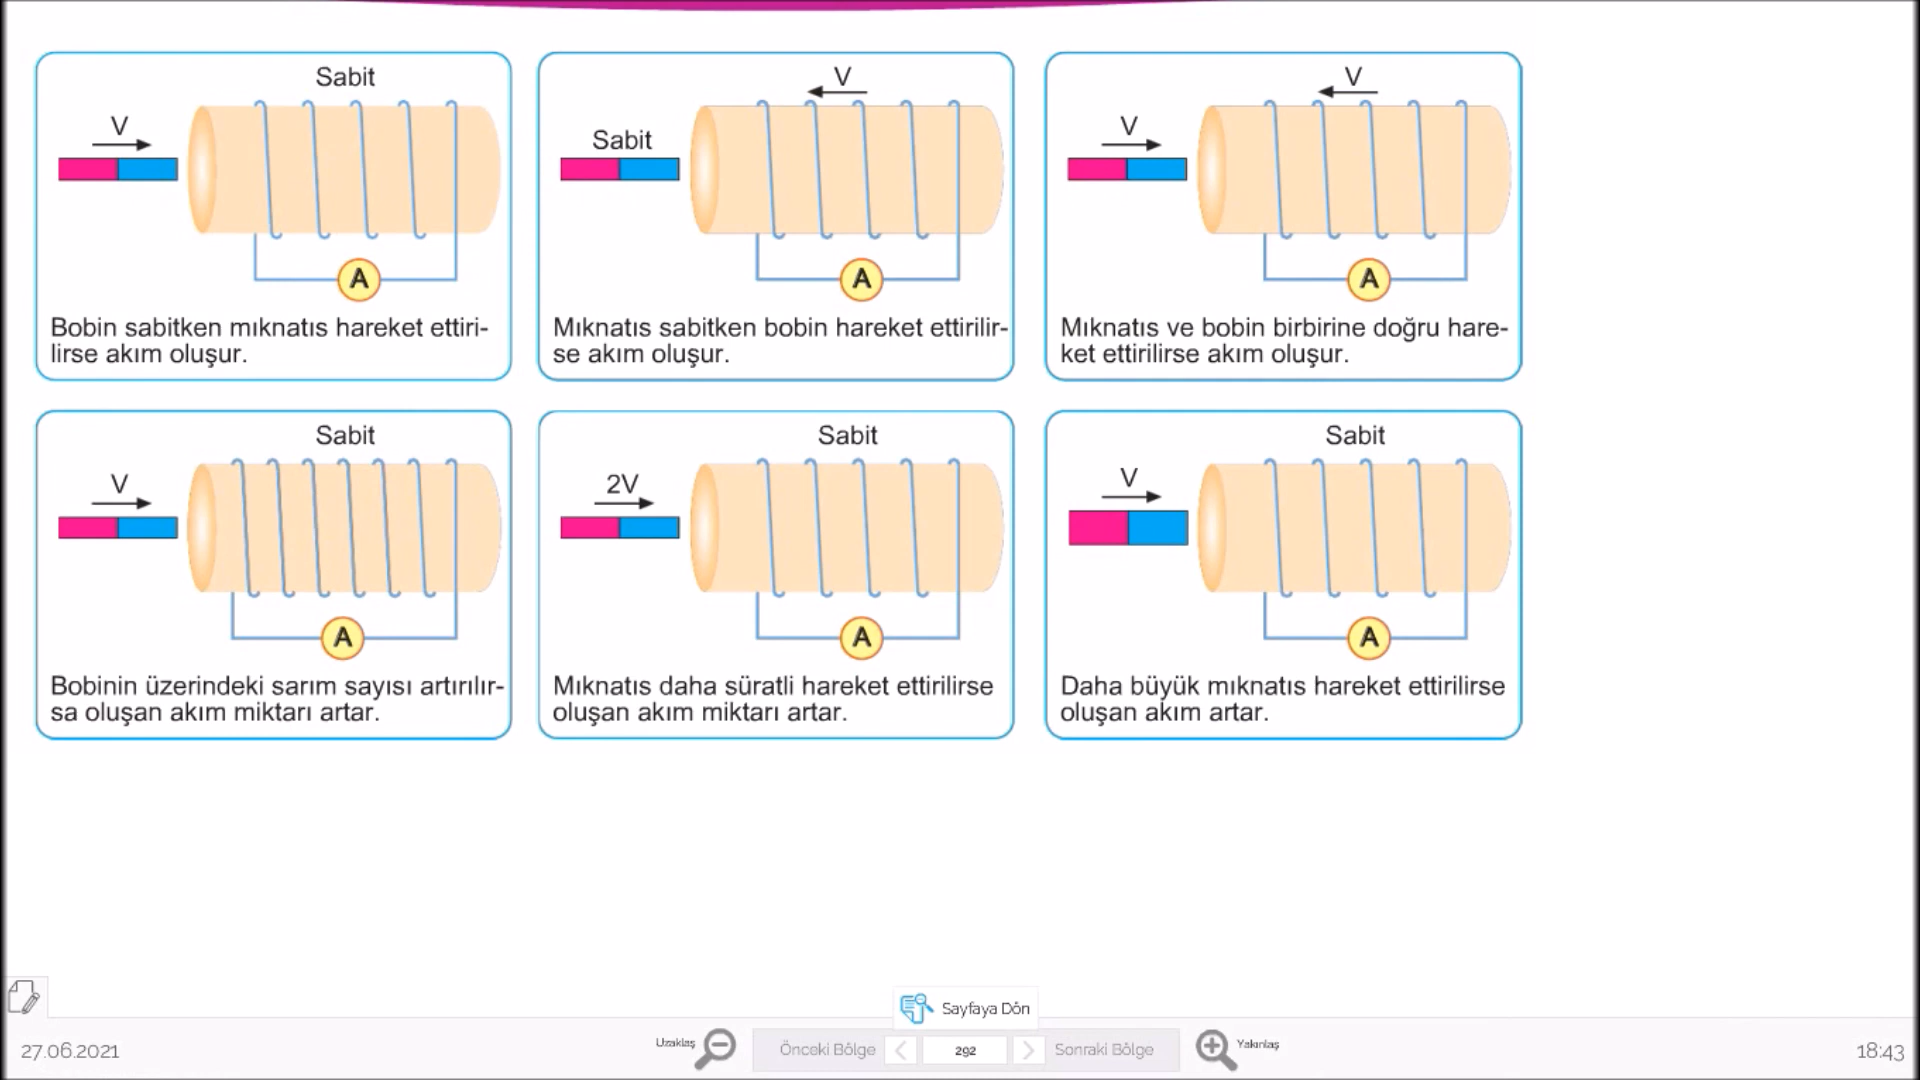 Sabit
V
A
Bobin sabitken mıknatıs hareket ettiri-
lirse akım oluşur.
V
Sabit
A
Mıknatıs sabitken bobin hareket ettirilir-
se akım oluşur.
V
V
A
Mıknatıs ve bobin birbirine doğru hare-
ket ettirilirse akım oluşur.
Sabit
V
A
Bobinin üzerindeki sarım sayısı artırılır-
sa oluşan akım miktarı artar.
Sabit
2V
A
Mıknatıs daha süratli hareket ettirilirse
oluşan akım miktarı artar.
Sabit
V
A
Daha büyük mıknatıs hareket ettirilirse
oluşan akım artar.
Sayfaya Dön
27.06.2021
Uzaklaş
Önceki Bölge
292
Sonraki Bölge
Yakınlaş
18:43